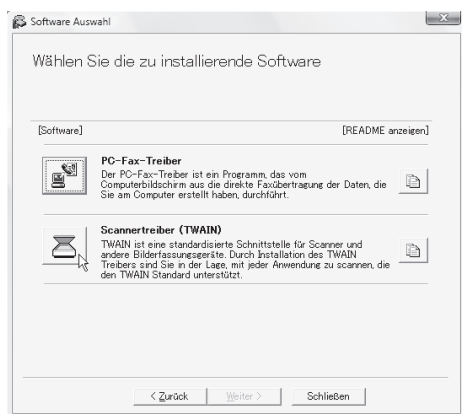 Software Auswahl
Wählen Sie die zu installierende Software
[Software] [README anzeigen]
PC-Fax-Treiber
Der PC-Fax-Treiber ist ein Programm, das vom
Computerbildschirm aus die direkte Faxübertragung der Daten, die
Sie am Computer erstellt haben, durchführt.
Scannertreiber (TWAIN)
TWAIN ist eine standardisierte Schnittstelle für Scanner und
andere Bilderfassungsgeräte. Durch Installation des TWAIN
Treibers sind Sie in der Lage, mit jeder Anwendung zu scannen, die
den TWAIN Standard unterstützt.
< Zurück Weiter > Schließen